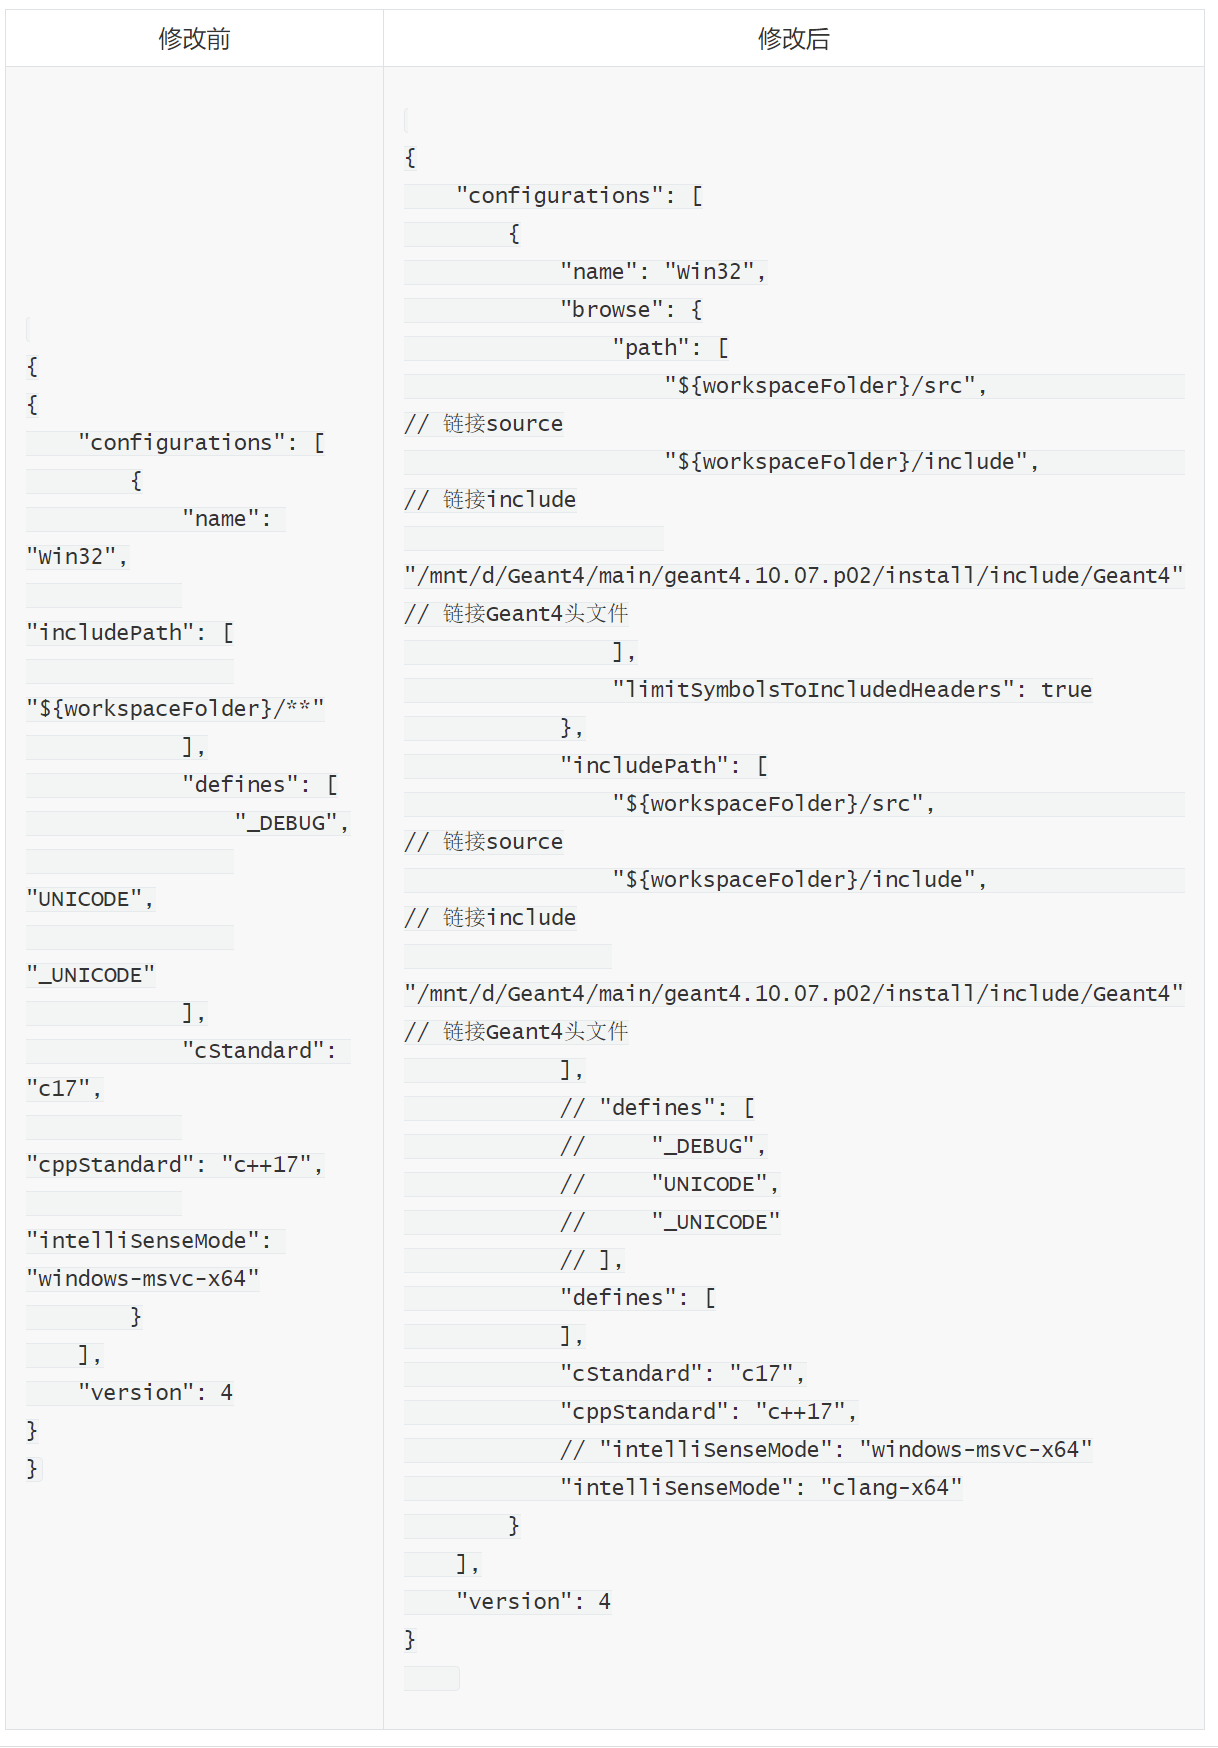 修改前
修改后
{
{
    "configurations": [
        {
            "name":
"Win32",
"includePath": [
"${workspaceFolder}/**"
            ],
            "defines": [
                "_DEBUG",
"UNICODE",
"_UNICODE"
            ],
            "cStandard":
"c17",
"cppStandard": "c++17",
"intelliSenseMode":
"windows-msvc-x64"
        }
    ],
    "version": 4
}
}
{
    "configurations": [
        {
            "name": "Win32",
            "browse": {
                "path": [
                    "${workspaceFolder}/src",
// 链接source
                    "${workspaceFolder}/include",
// 链接include
"/mnt/d/Geant4/main/geant4.10.07.p02/install/include/Geant4"
// 链接Geant4头文件
                ],
                "limitSymbolsToIncludedHeaders": true
            },
            "includePath": [
                "${workspaceFolder}/src",
// 链接source
                "${workspaceFolder}/include",
// 链接include
"/mnt/d/Geant4/main/geant4.10.07.p02/install/include/Geant4"
// 链接Geant4头文件
            ],
            // "defines": [
            //     "_DEBUG",
            //     "UNICODE",
            //     "_UNICODE"
            // ],
            "defines": [
            ],
            "cStandard": "c17",
            "cppStandard": "c++17",
            // "intelliSenseMode": "windows-msvc-x64"
            "intelliSenseMode": "clang-x64"
        }
    ],
    "version": 4
}